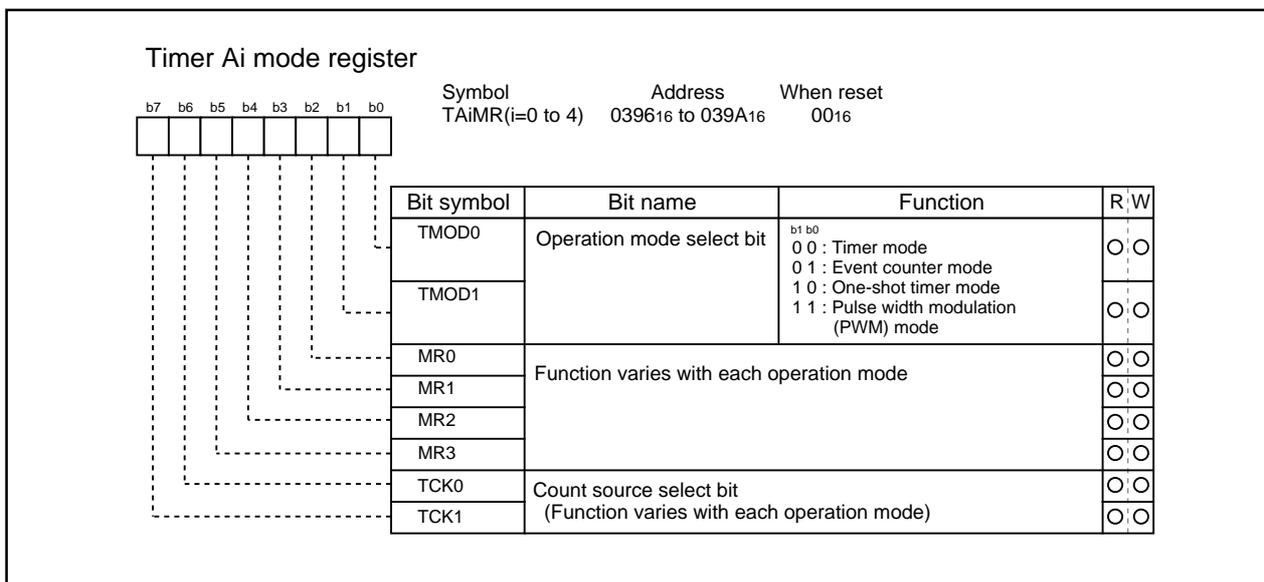 Timer Ai mode register
Symbol Address When reset
TAiMR(i=0 to 4) 039616 to 039A16 0016
b7 b6 b5 b4 b3 b2 b1 b0
Bit symbol Bit name Function R W
TMOD0 Operation mode select bit b1 b0
0 0 : Timer mode
0 1 : Event counter mode
TMOD1 1 0 : One-shot timer mode
1 1 : Pulse width modulation
(PWM) mode
MR0 Function varies with each operation mode
MR1
MR2
MR3
TCK0 Count source select bit
TCK1 (Function varies with each operation mode)